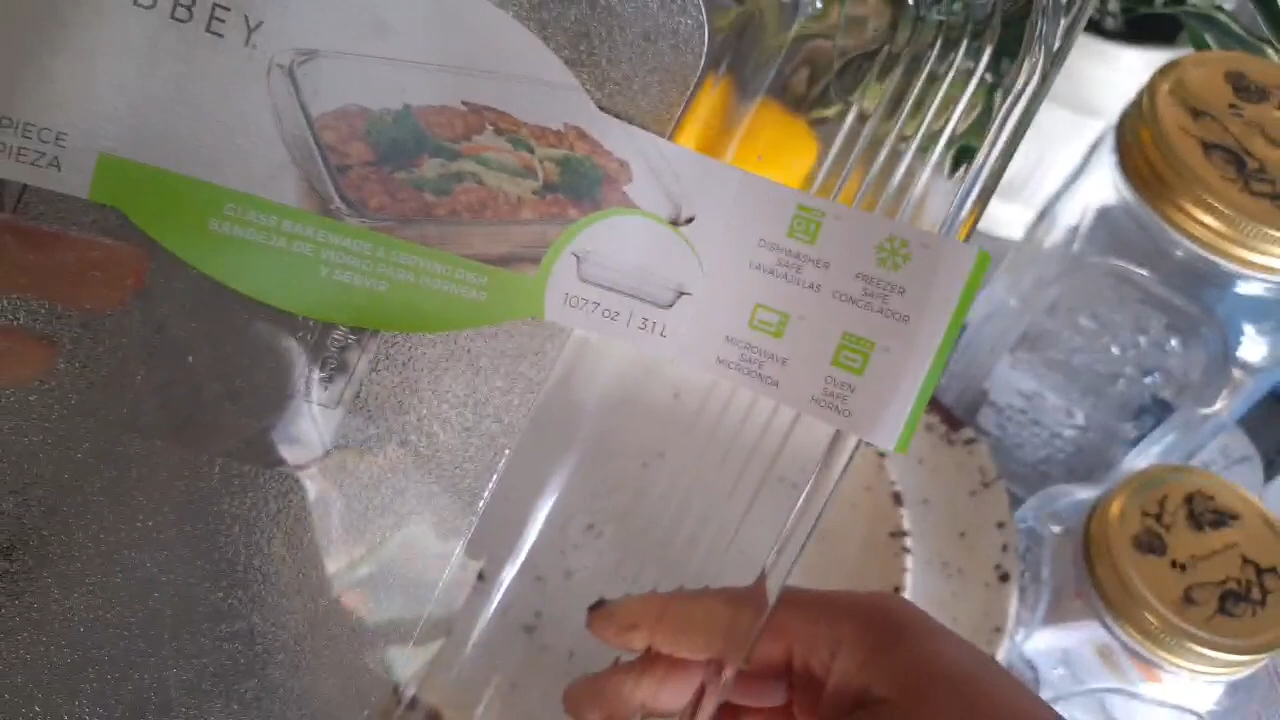 BBEY
PIECE
PIEZA
GLASS BAKEWARE & SERVING DISH
BANDEJA DE VIDRIO PARA HORNEAR
Y SERVIR
107.7 oz | 3.1 L
DISHWASHER
SAFE
LAVAVAJILLAS
FREEZER
SAFE
CONGELADOR
MICROWAVE
SAFE
MICROONDA
OVEN
SAFE
HORNO